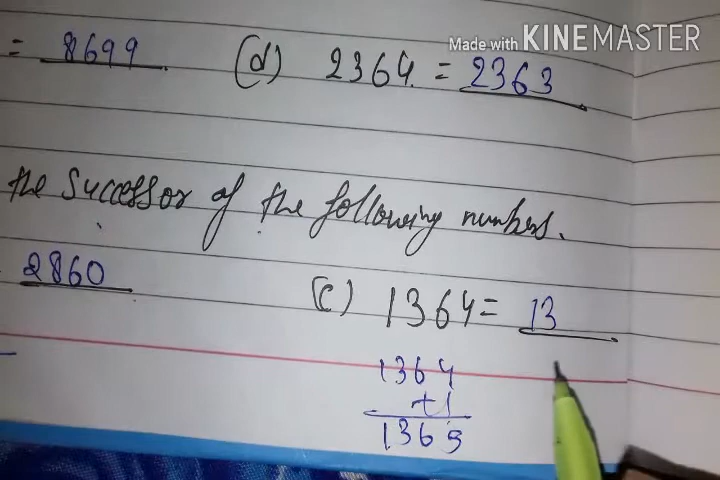 Made with KINEMASTER
= 8699 (d) 2364 = 2363
the successor of the following numbers.
2860 (c) 1364 = 13
1364
+1
1365